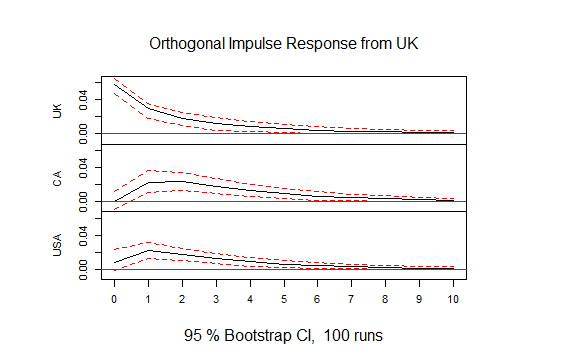 Orthogonal Impulse Response from UK
UK
0.00 0.04
CA
0.00 0.04
USA
0.00 0.04
0 1 2 3 4 5 6 7 8 9 10
95 % Bootstrap CI, 100 runs